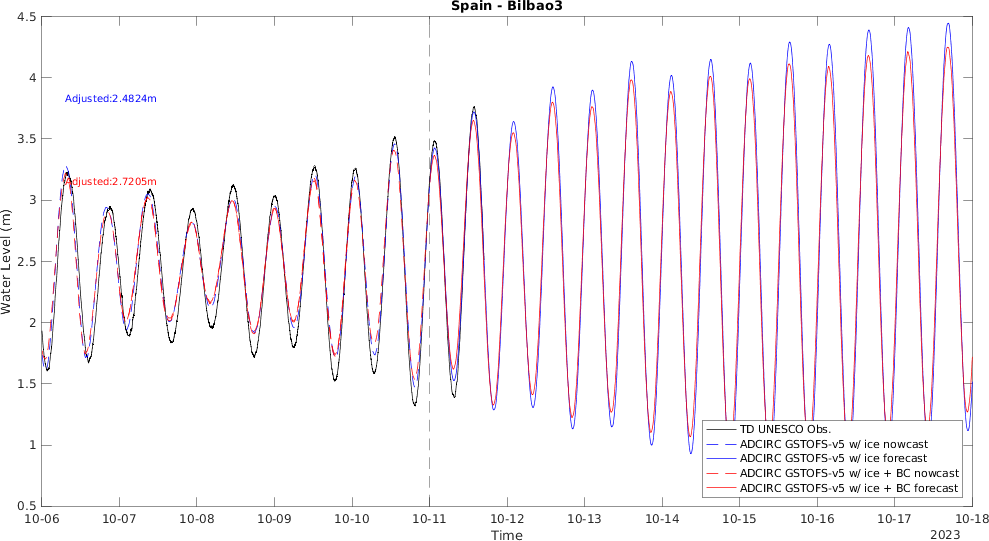 Spain - Bilbao3
4.5
4
3.5
3
2.5
2
1.5
1
0.5
Water Level (m)
Adjusted:2.4824m
Adjusted:2.7205m
TD UNESCO Obs.
ADCIRC GSTOFS-v5 w/ ice nowcast
ADCIRC GSTOFS-v5 w/ ice forecast
ADCIRC GSTOFS-v5 w/ ice + BC nowcast
ADCIRC GSTOFS-v5 w/ ice + BC forecast
10-06 10-07 10-08 10-09 10-10 10-11 10-12 10-13 10-14 10-15 10-16 10-17 10-18
Time
2023